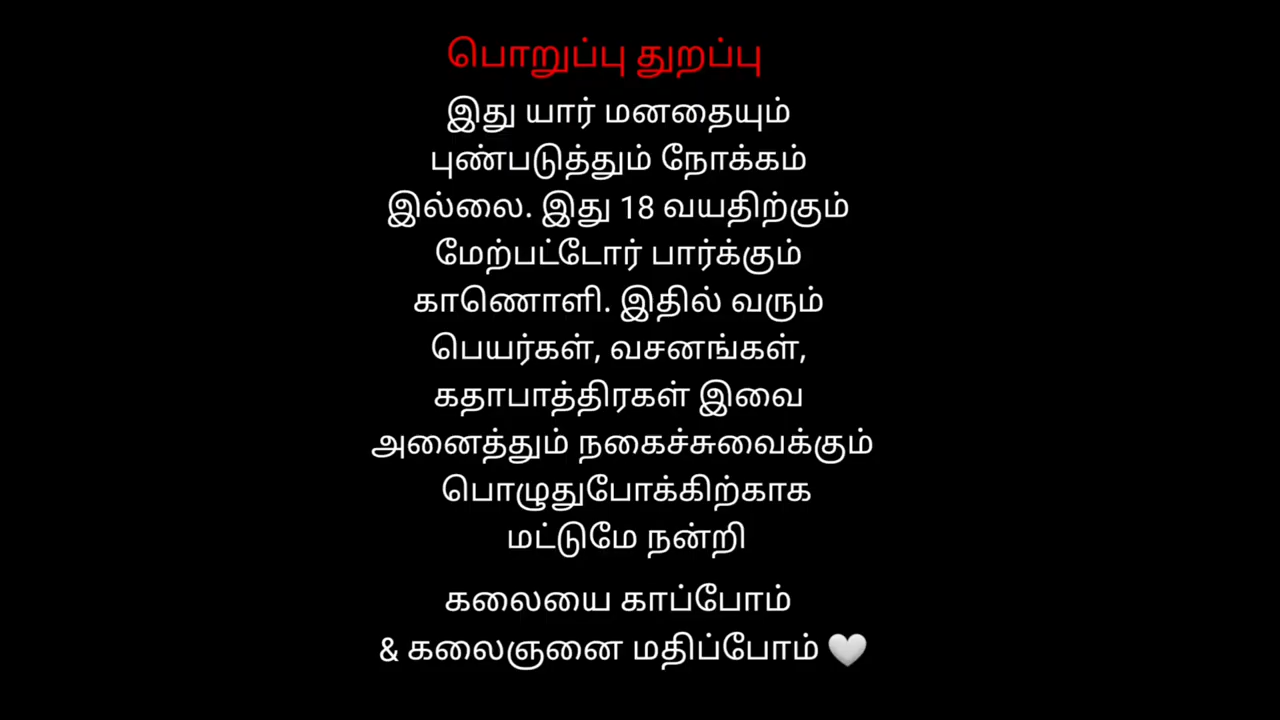 பொறுப்பு துறப்பு
இது யார் மனதையும்
புண்படுத்தும் நோக்கம்
இல்லை. இது 18 வயதிற்கும்
மேற்பட்டோர் பார்க்கும்
காணொளி. இதில் வரும்
பெயர்கள், வசனங்கள்,
கதாபாத்திரகள் இவை
அனைத்தும் நகைச்சுவைக்கும்
பொழுதுபோக்கிற்காக
மட்டுமே நன்றி
கலையை காப்போம்
& கலைஞனை மதிப்போம் 🤍